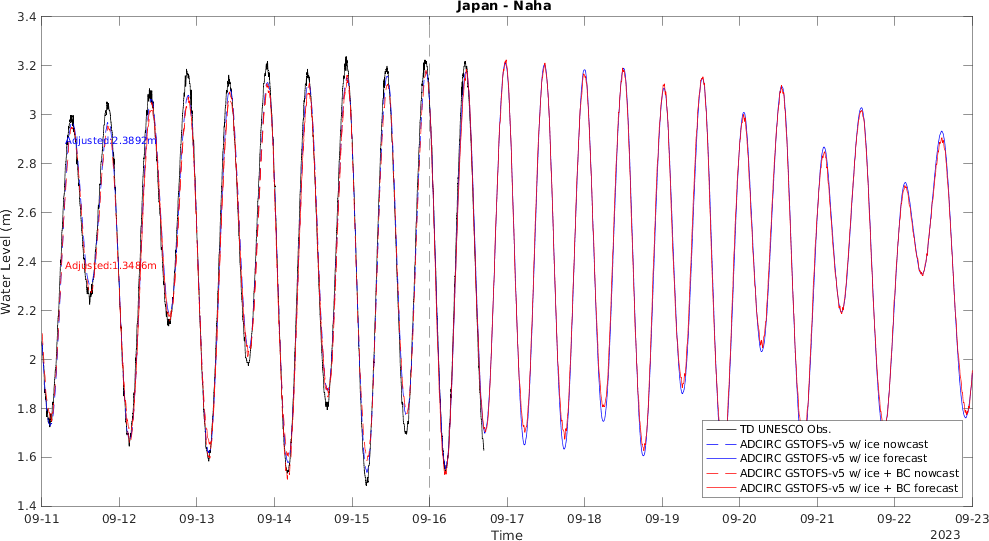 Japan - Naha
3.4
3.2
3
2.8
2.6
2.4
2.2
2
1.8
1.6
1.4
Water Level (m)
Adjusted:2.3892m
Adjusted:1.3486m
TD UNESCO Obs.
ADCIRC GSTOFS-v5 w/ ice nowcast
ADCIRC GSTOFS-v5 w/ ice forecast
ADCIRC GSTOFS-v5 w/ ice + BC nowcast
ADCIRC GSTOFS-v5 w/ ice + BC forecast
09-11 09-12 09-13 09-14 09-15 09-16 09-17 09-18 09-19 09-20 09-21 09-22 09-23
Time
2023